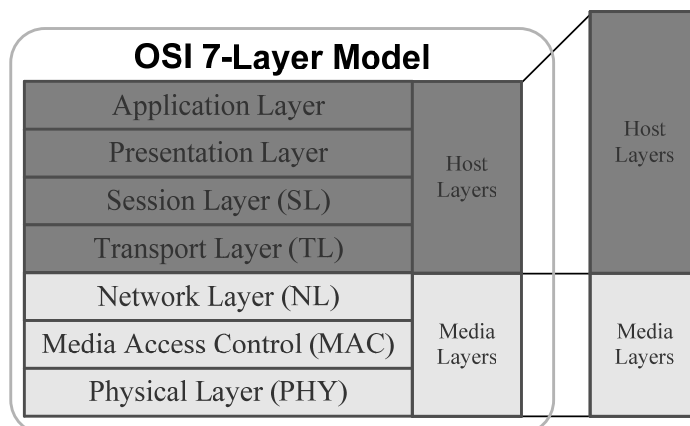 OSI 7-Layer Model
Application Layer
Presentation Layer
Session Layer (SL)
Transport Layer (TL)
Host
Layers
Network Layer (NL)
Media Access Control (MAC)
Physical Layer (PHY)
Media
Layers
Host
Layers
Media
Layers